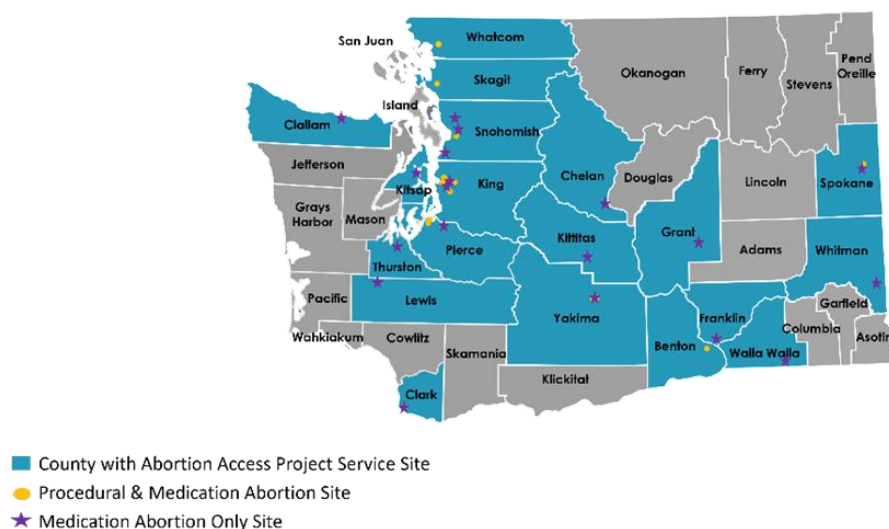 San Juan
Whatcom
Skagit
Okanogan
Ferry
Stevens
Pend
Oreille
Island
Clallam
Snohomish
Jefferson
Chelan
Douglas
Kitsap
King
Lincoln
Spokane
Grays
Harbor
Mason
Kittitas
Grant
Adams
Whitman
Pierce
Thurston
Pacific
Lewis
Yakima
Franklin
Garfield
Columbia
Wahkiakum
Cowlitz
Skamania
Benton
Walla Walla
Asotin
Klickitat
Clark
County with Abortion Access Project Service Site
Procedural & Medication Abortion Site
Medication Abortion Only Site